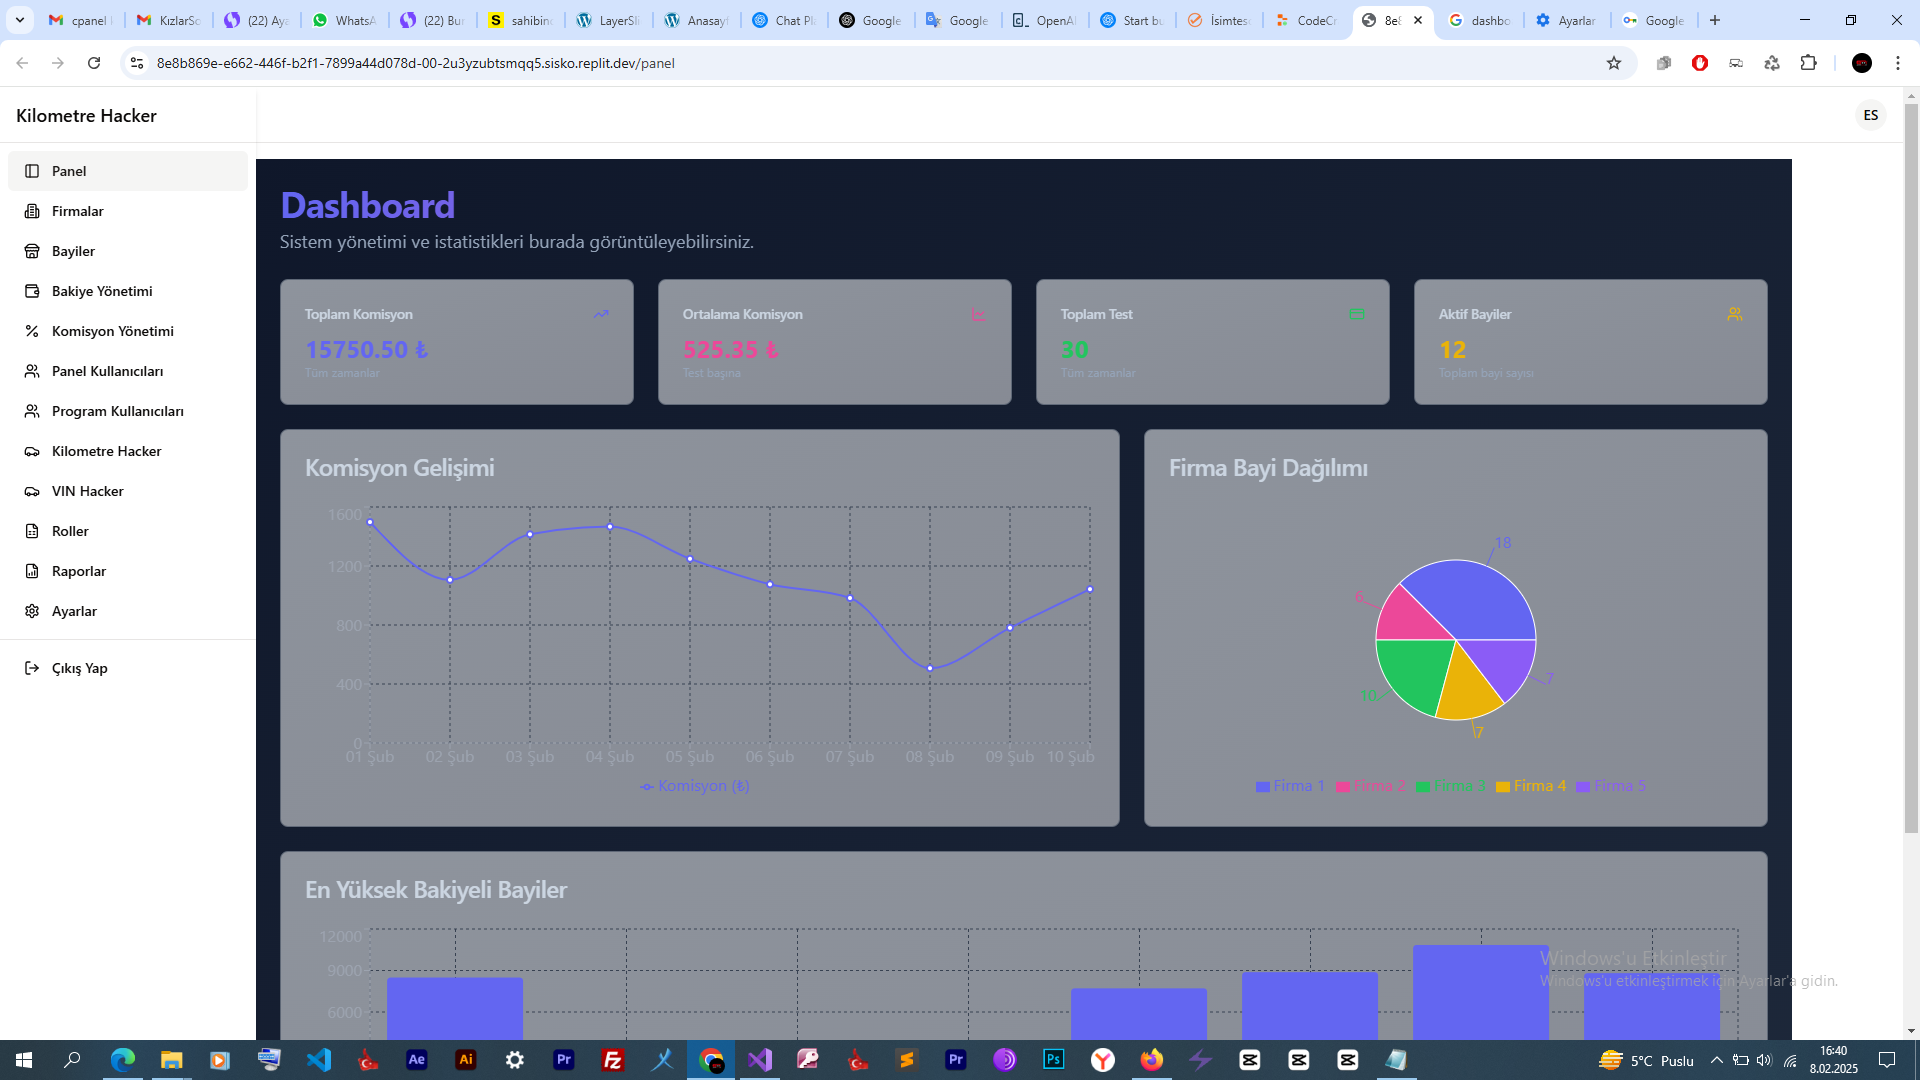 cpanel
KızlarSo
(22) Aya
WhatsA
(22) Bur
sahibin
LayerSli
Anasayf
Chat Pl
Google
Google
OpenAI
Start bu
İsimtes
CodeCr
8e8
dashbo
Ayarlar
Google
8e8b869e-e662-446f-b2f1-7899a44d078d-00-2u3yzubtsmqq5.sisko.replit.dev/panel
Kilometre Hacker
ES
Panel
Firmalar
Bayiler
Bakiye Yönetimi
Komisyon Yönetimi
Panel Kullanıcıları
Program Kullanıcıları
Kilometre Hacker
VIN Hacker
Roller
Raporlar
Ayarlar
Çıkış Yap
Dashboard
Sistem yönetimi ve istatistikleri burada görüntüleyebilirsiniz.
Toplam Komisyon
15750.50 ₺
Tüm zamanlar
Ortalama Komisyon
525.35 ₺
Test başına
Toplam Test
30
Tüm zamanlar
Aktif Bayiler
12
Toplam bayi sayısı
Komisyon Gelişimi
1600
1200
800
400
0
01 Şub 02 Şub 03 Şub 04 Şub 05 Şub 06 Şub 07 Şub 08 Şub 09 Şub 10 Şub
Komisyon (₺)
Firma Bayi Dağılımı
18
6
10
7
7
Firma 1 Firma 2 Firma 3 Firma 4 Firma 5
En Yüksek Bakiyeli Bayiler
12000
9000
6000
Windows'u Etkinleştir
Windows'u etkinleştirmek için Ayarlar'a gidin.
5°C Puslu
16:40
8.02.2025